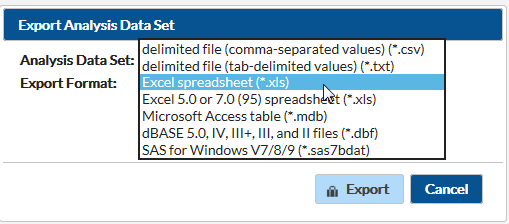 Export Analysis Data Set
Analysis Data Set:
Export Format:
delimited file (comma-separated values) (*.csv)
delimited file (tab-delimited values) (*.txt)
Excel spreadsheet (*.xls)
Excel 5.0 or 7.0 (95) spreadsheet (*.xls)
Microsoft Access table (*.mdb)
dBASE 5.0, IV, III+, III, and II files (*.dbf)
SAS for Windows V7/8/9 (*.sas7bdat)
Export
Cancel